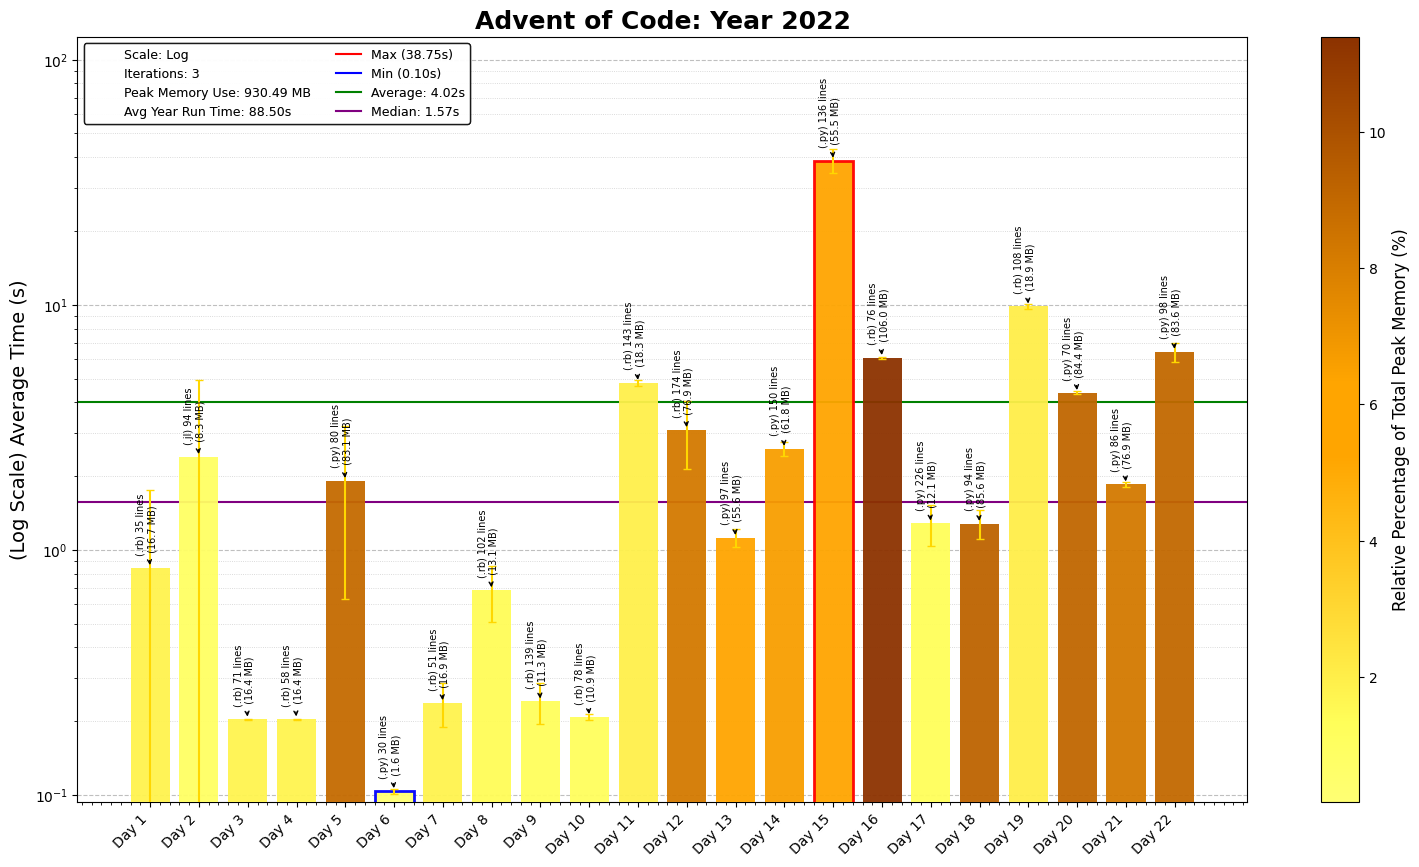 Advent of Code: Year 2022
Scale: Log
Iterations: 3
Peak Memory Use: 930.49 MB
Avg Year Run Time: 88.50s
Max (38.75s)
Min (0.10s)
Average: 4.02s
Median: 1.57s
(Log Scale) Average Time (s)
10²
10¹
10⁰
10⁻¹
(.rb) 35 lines
(16.7 MB)
(.jl) 94 lines
(8.3 MB)
(.rb) 71 lines
(16.4 MB)
(.rb) 58 lines
(16.4 MB)
(.py) 80 lines
(83.1 MB)
(.py) 30 lines
(1.6 MB)
(.rb) 51 lines
(16.9 MB)
(.rb) 102 lines
(13.1 MB)
(.rb) 139 lines
(11.3 MB)
(.rb) 78 lines
(10.9 MB)
(.rb) 143 lines
(18.3 MB)
(.rb) 174 lines
(76.9 MB)
(.py) 97 lines
(55.6 MB)
(.py) 150 lines
(61.8 MB)
(.py) 136 lines
(55.5 MB)
(.rb) 76 lines
(106.0 MB)
(.py) 226 lines
(12.1 MB)
(.py) 94 lines
(85.6 MB)
(.rb) 108 lines
(18.9 MB)
(.py) 70 lines
(84.4 MB)
(.py) 86 lines
(76.9 MB)
(.py) 98 lines
(83.6 MB)
Day 1
Day 2
Day 3
Day 4
Day 5
Day 6
Day 7
Day 8
Day 9
Day 10
Day 11
Day 12
Day 13
Day 14
Day 15
Day 16
Day 17
Day 18
Day 19
Day 20
Day 21
Day 22
10
8
6
4
2
Relative Percentage of Total Peak Memory (%)